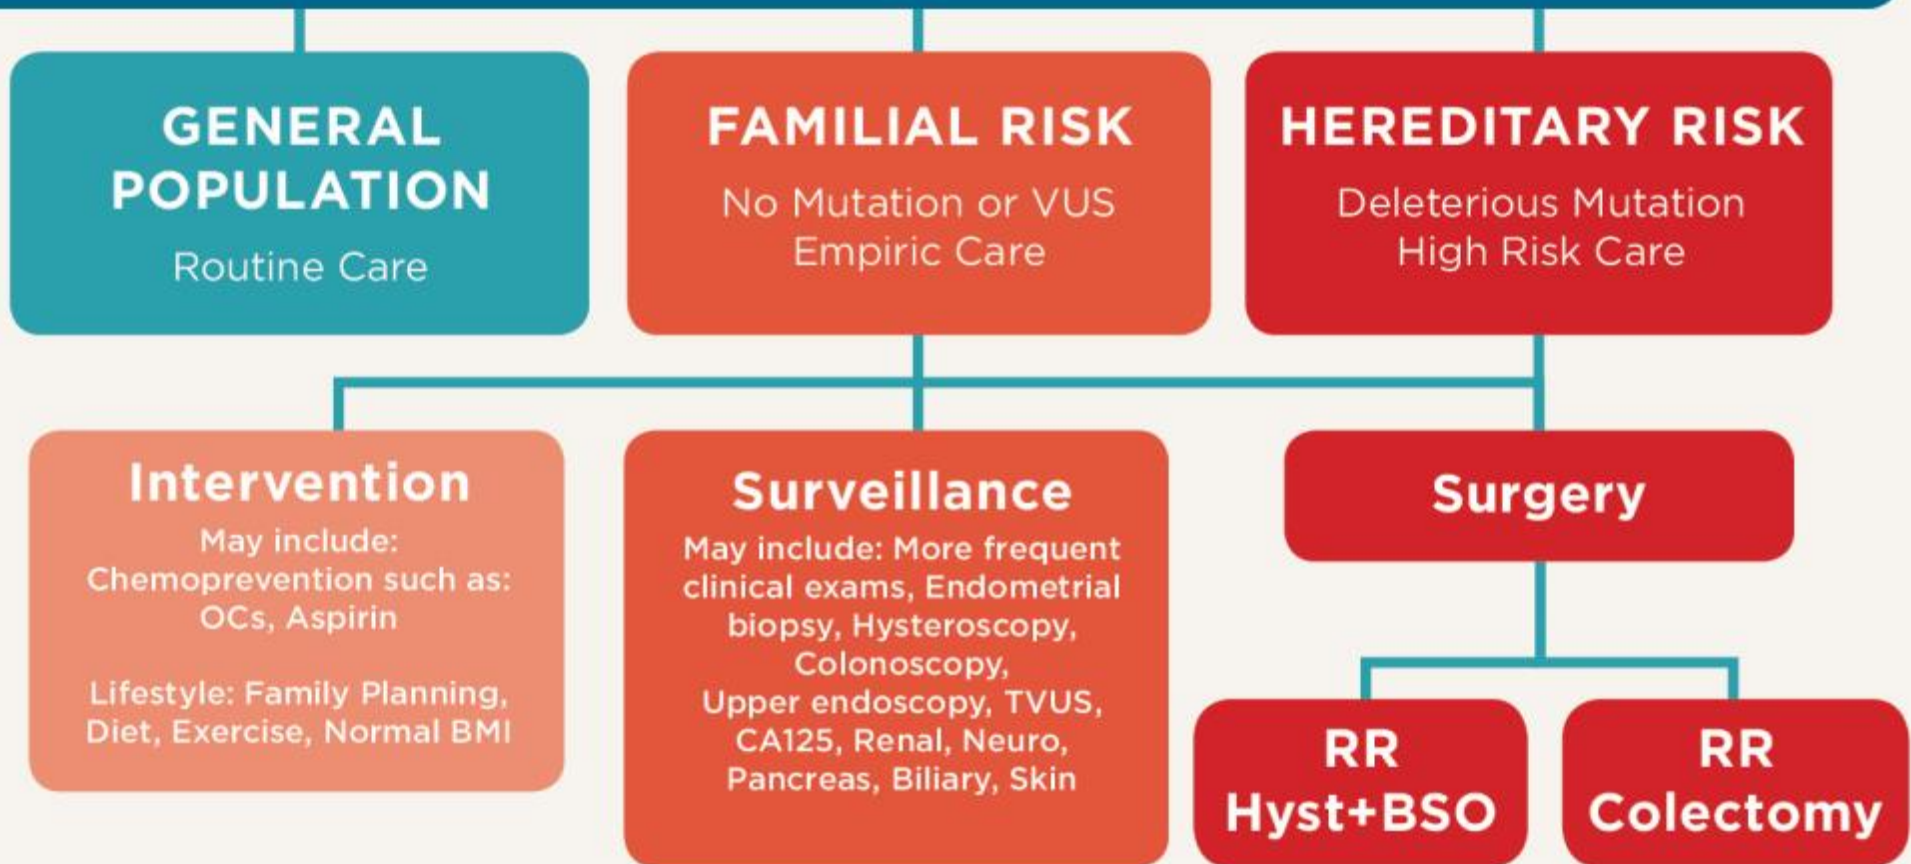 GENERAL
POPULATION
Routine Care
FAMILIAL RISK
No Mutation or VUS
Empiric Care
HEREDITARY RISK
Deleterious Mutation
High Risk Care
Intervention
May include:
Chemoprevention such as:
OCs, Aspirin
Lifestyle: Family Planning,
Diet, Exercise, Normal BMI
Surveillance
May include: More frequent
clinical exams, Endometrial
biopsy, Hysteroscopy,
Colonoscopy,
Upper endoscopy, TVUS,
CA125, Renal, Neuro,
Pancreas, Biliary, Skin
Surgery
RR
Hyst+BSO
RR
Colectomy